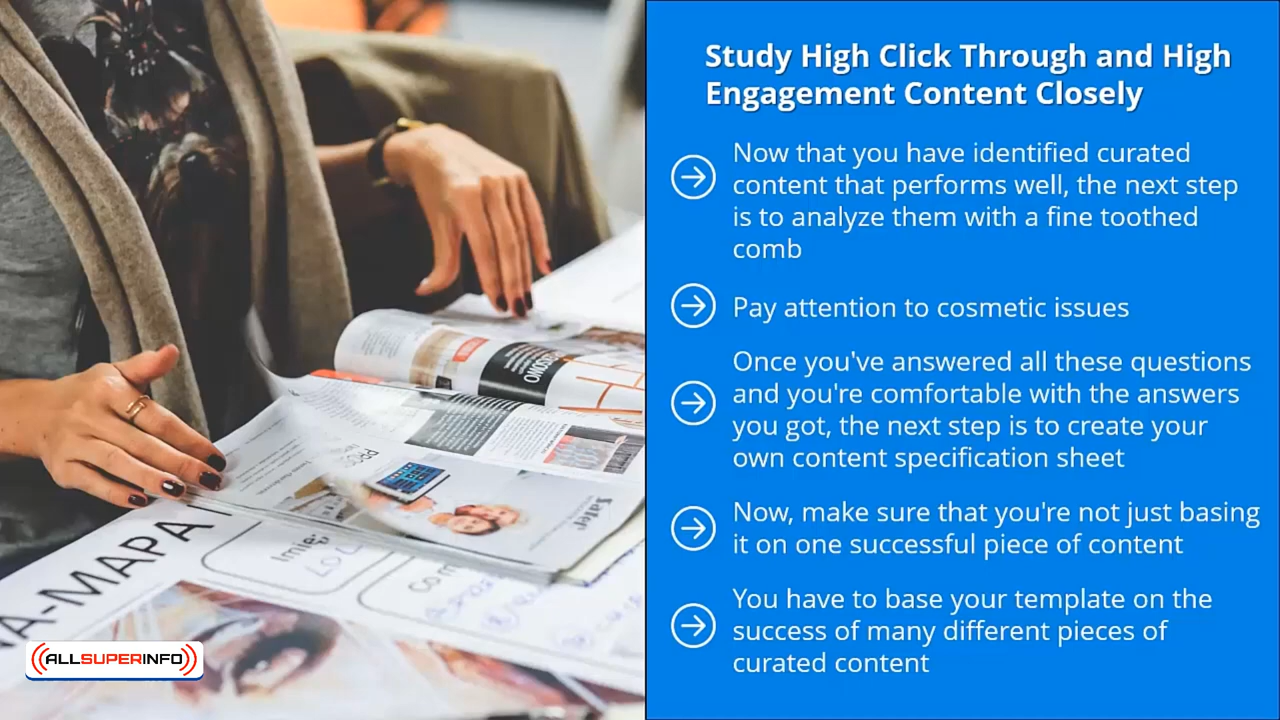 Study High Click Through and High
Engagement Content Closely
Now that you have identified curated
content that performs well, the next step
is to analyze them with a fine toothed
comb
Pay attention to cosmetic issues
Once you've answered all these questions
and you're comfortable with the answers
you got, the next step is to create your
own content specification sheet
Now, make sure that you're not just basing
it on one successful piece of content
You have to base your template on the
success of many different pieces of
curated content
A-MAPA
Imię:
ALLSUPERINFO